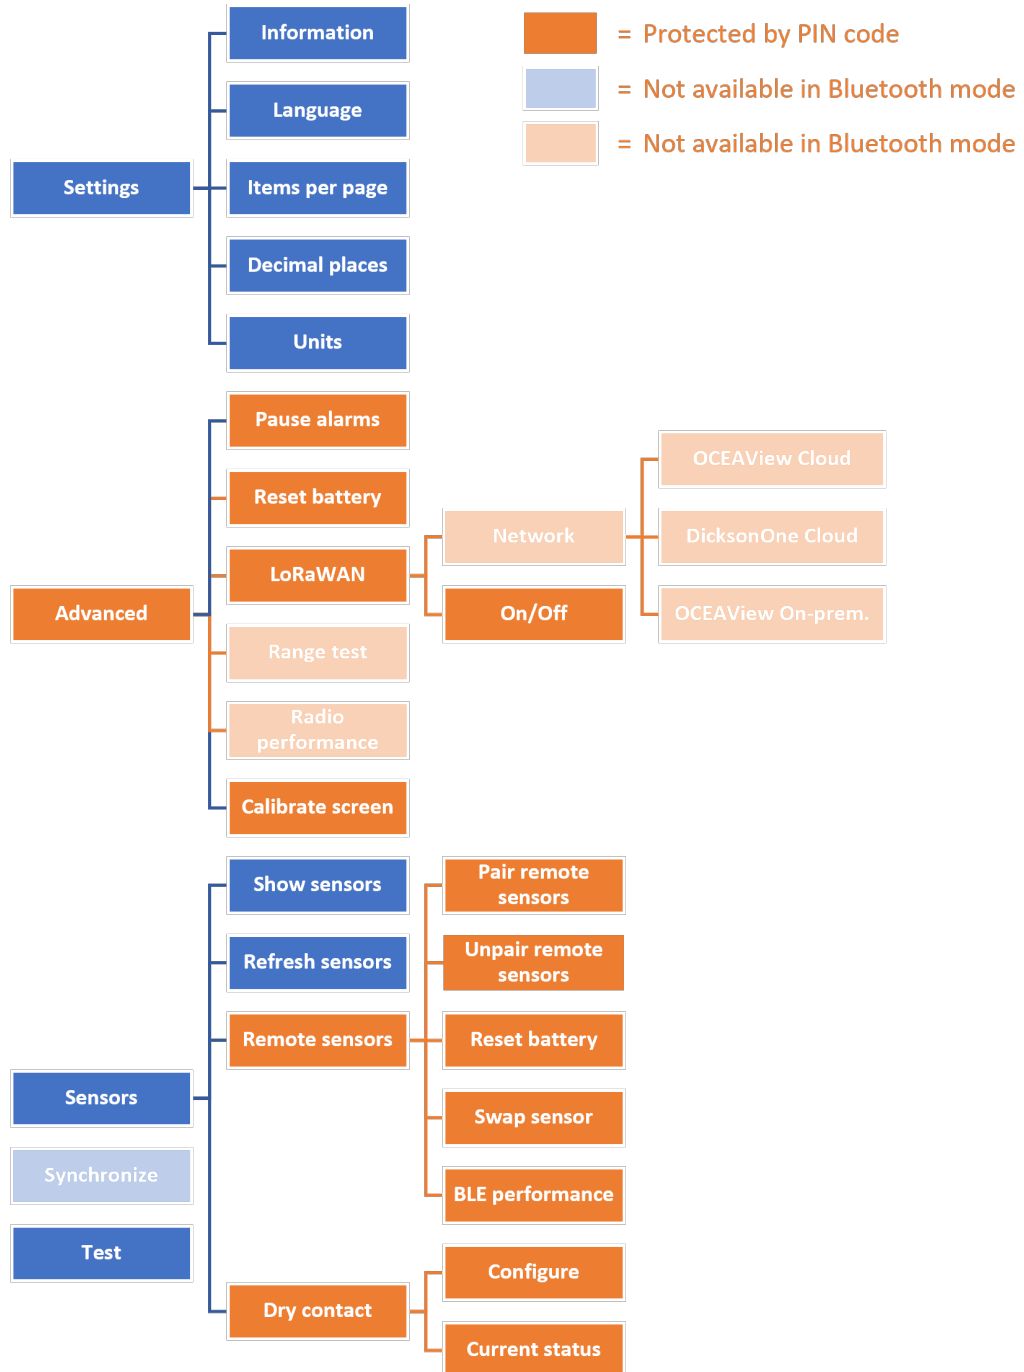 Information
= Protected by PIN code
Language
= Not available in Bluetooth mode
= Not available in Bluetooth mode
Settings
Items per page
Decimal places
Units
Pause alarms
OCEAView Cloud
Reset battery
Network
DicksonOne Cloud
LoRaWAN
Advanced
On/Off
OCEAView On-prem.
Range test
Radio
performance
Calibrate screen
Show sensors
Pair remote
sensors
Refresh sensors
Unpair remote
sensors
Remote sensors
Reset battery
Sensors
Swap sensor
Synchronize
BLE performance
Test
Configure
Dry contact
Current status